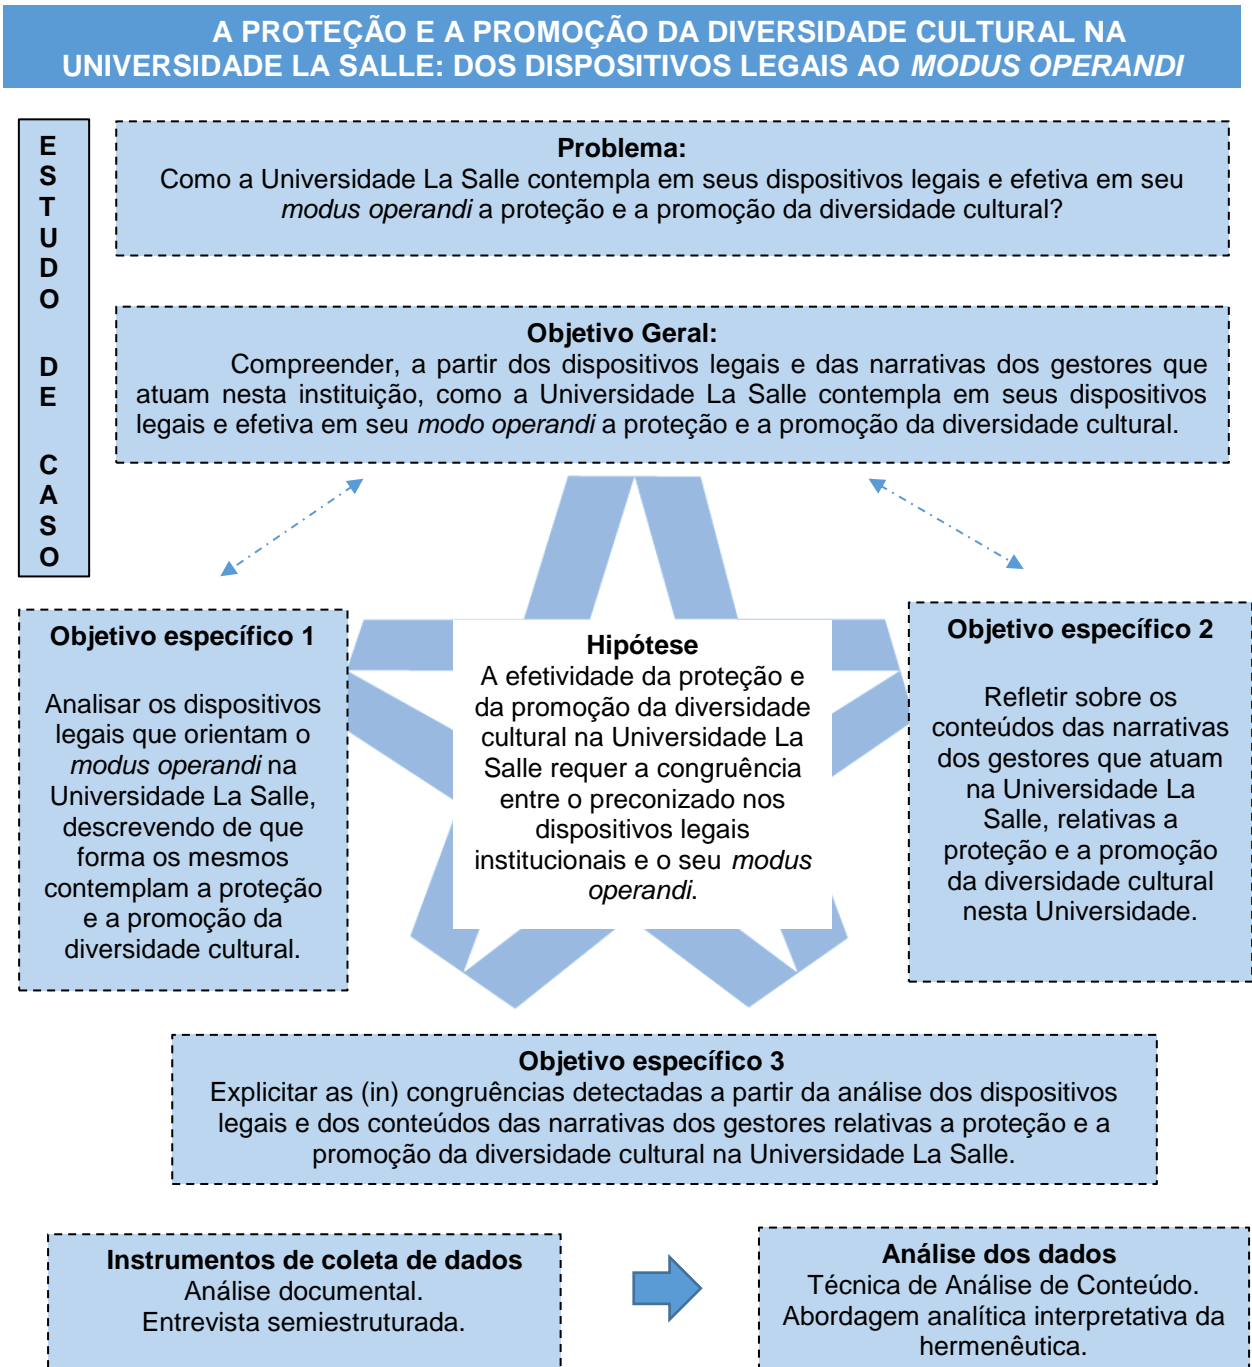 A PROTEÇÃO E A PROMOÇÃO DA DIVERSIDADE CULTURAL NA
UNIVERSIDADE LA SALLE: DOS DISPOSITIVOS LEGAIS AO MODUS OPERANDI
E
S
T
U
D
O
D
E
C
A
S
O
Problema:
Como a Universidade La Salle contempla em seus dispositivos legais e efetiva em seu
modus operandi a proteção e a promoção da diversidade cultural?
Objetivo Geral:
Compreender, a partir dos dispositivos legais e das narrativas dos gestores que
atuam nesta instituição, como a Universidade La Salle contempla em seus dispositivos
legais e efetiva em seu modo operandi a proteção e a promoção da diversidade cultural.
Objetivo específico 1
Analisar os dispositivos
legais que orientam o
modus operandi na
Universidade La Salle,
descrevendo de que
forma os mesmos
contemplam a proteção
e a promoção da
diversidade cultural.
Hipótese
A efetividade da proteção e
da promoção da diversidade
cultural na Universidade La
Salle requer a congruência
entre o preconizado nos
dispositivos legais
institucionais e o seu modus
operandi.
Objetivo específico 2
Refletir sobre os
conteúdos das narrativas
dos gestores que atuam
na Universidade La
Salle, relativas a
proteção e a promoção
da diversidade cultural
nesta Universidade.
Objetivo específico 3
Explicitar as (in) congruências detectadas a partir da análise dos dispositivos
legais e dos conteúdos das narrativas dos gestores relativas a proteção e a
promoção da diversidade cultural na Universidade La Salle.
Instrumentos de coleta de dados
Análise documental.
Entrevista semiestruturada.
Análise dos dados
Técnica de Análise de Conteúdo.
Abordagem analítica interpretativa da
hermenêutica.